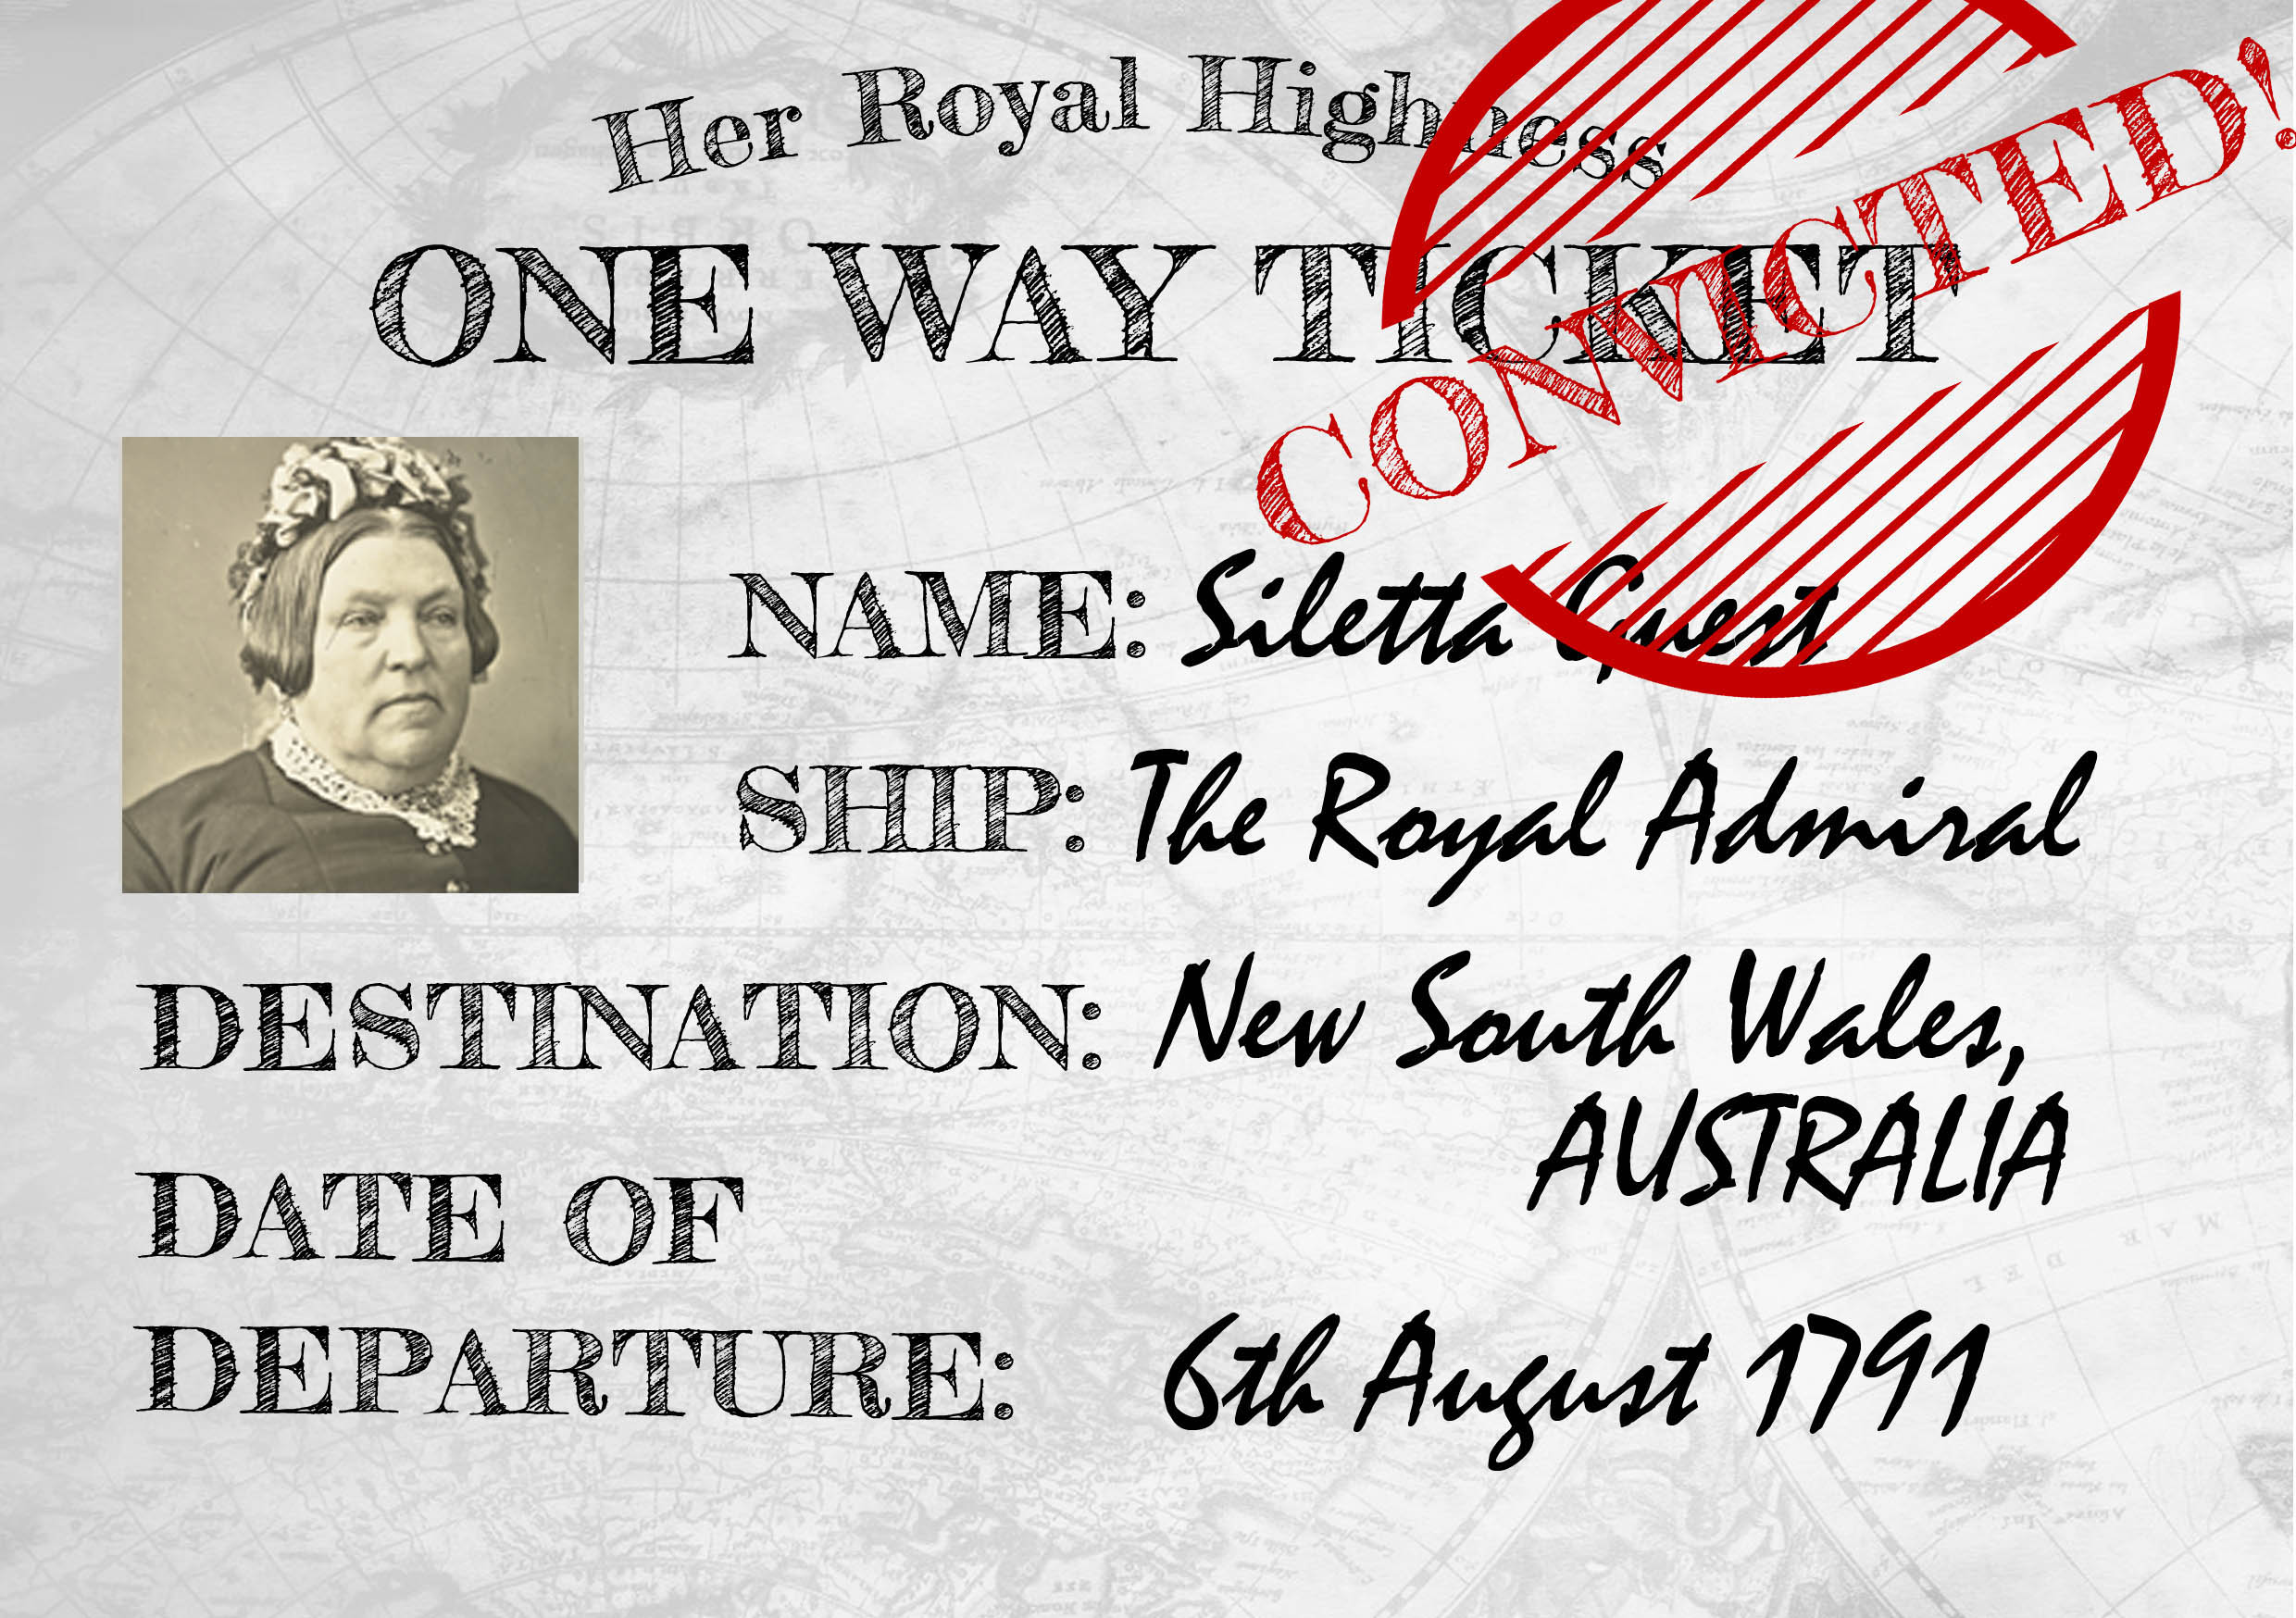 Her Royal Highness
ONE WAY TICKET
CONVICTED!
NAME: Siletta Guest
SHIP: The Royal Admiral
DESTINATION: New South Wales,
AUSTRALIA
DATE OF
DEPARTURE: 6th August 1791